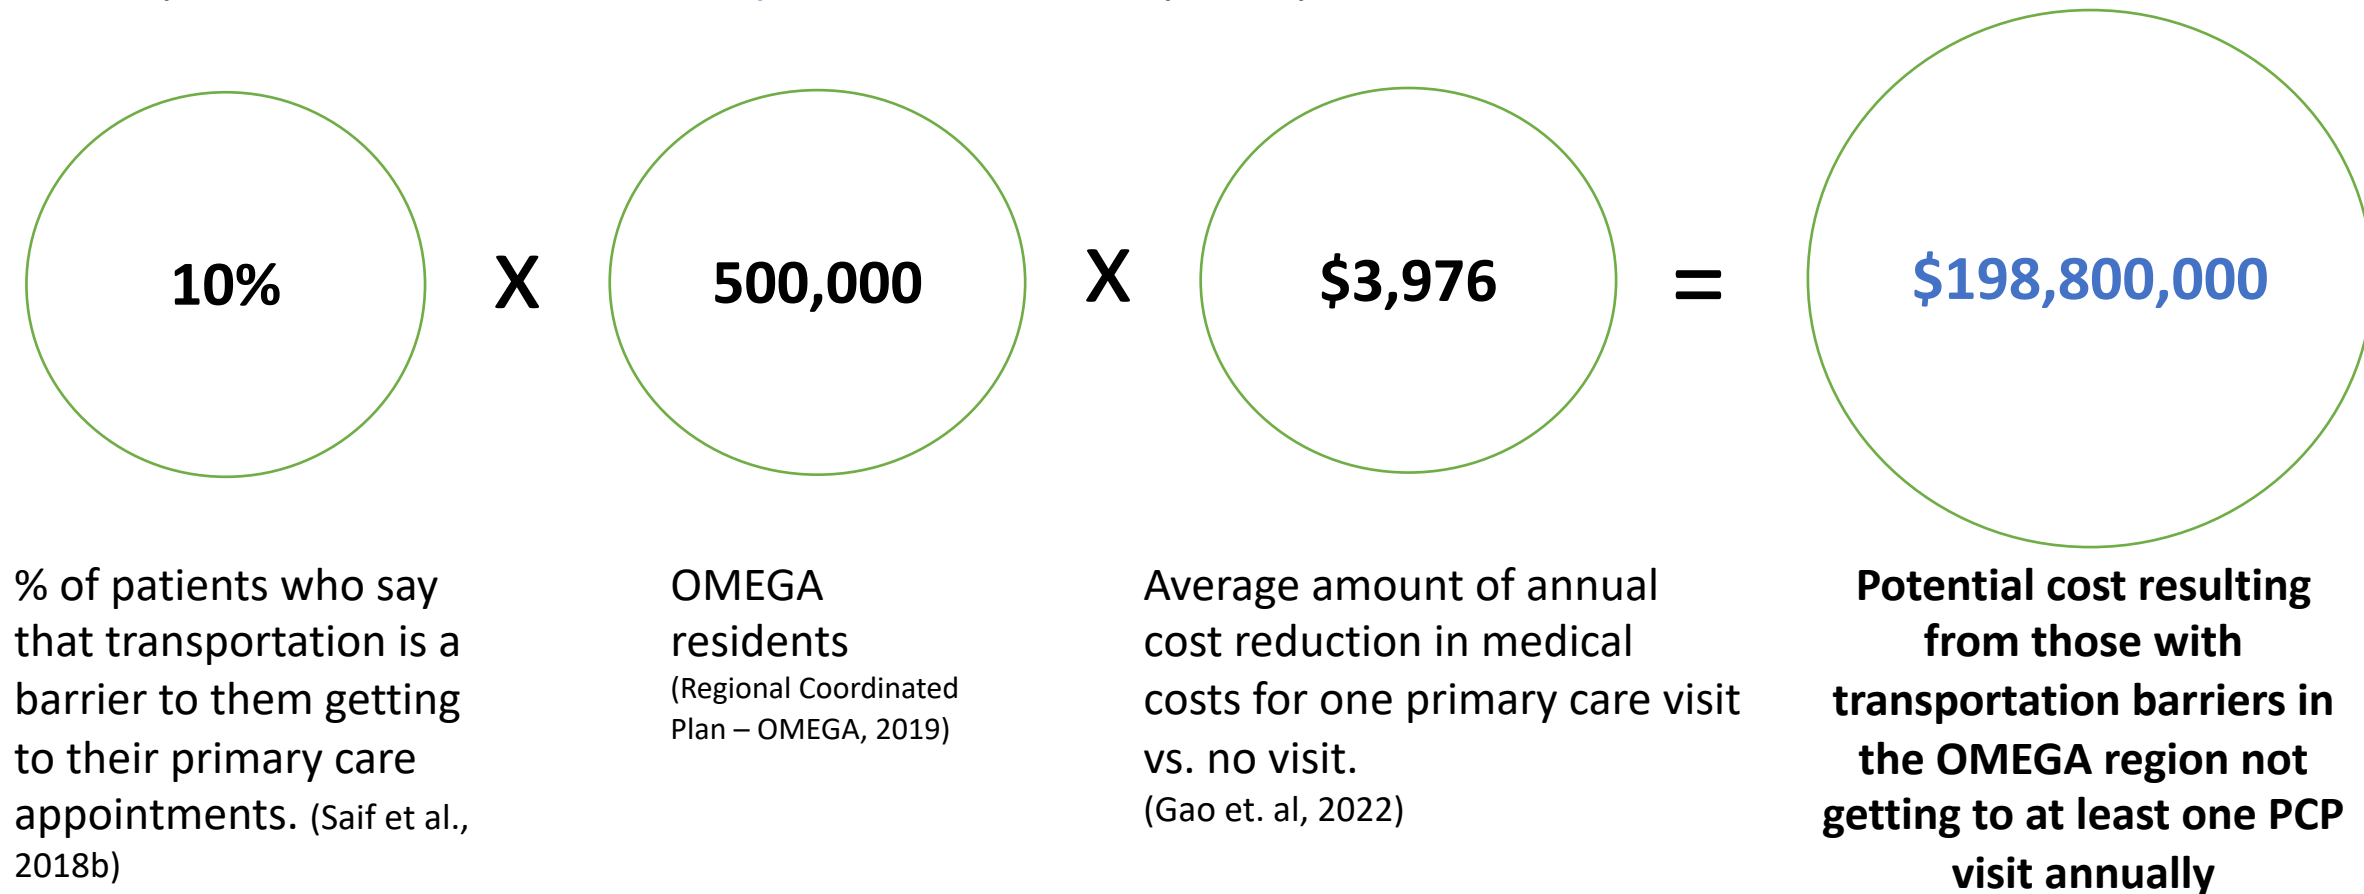 10%
X
500,000
X
$3,976
=
$198,800,000
% of patients who say
that transportation is a
barrier to them getting
to their primary care
appointments. (Saif et al.,
2018b)
OMEGA
residents
(Regional Coordinated
Plan – OMEGA, 2019)
Average amount of annual
cost reduction in medical
costs for one primary care visit
vs. no visit.
(Gao et. al, 2022)
Potential cost resulting
from those with
transportation barriers in
the OMEGA region not
getting to at least one PCP
visit annually